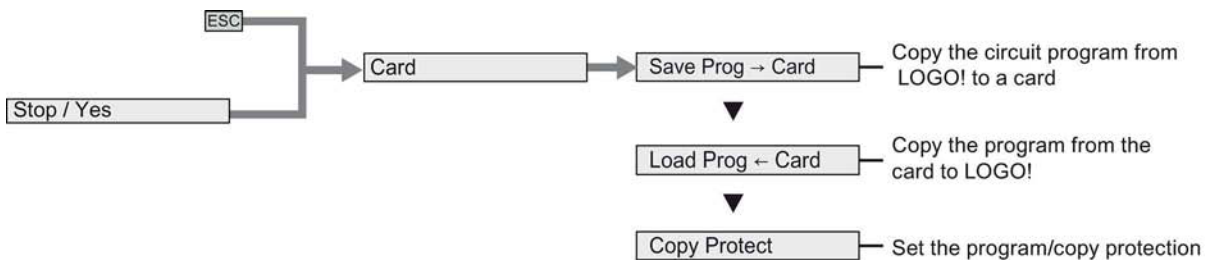 ESC
Stop / Yes
Card
Save Prog → Card
Copy the circuit program from
LOGO! to a card
Load Prog ← Card
Copy the program from the
card to LOGO!
Copy Protect
Set the program/copy protection